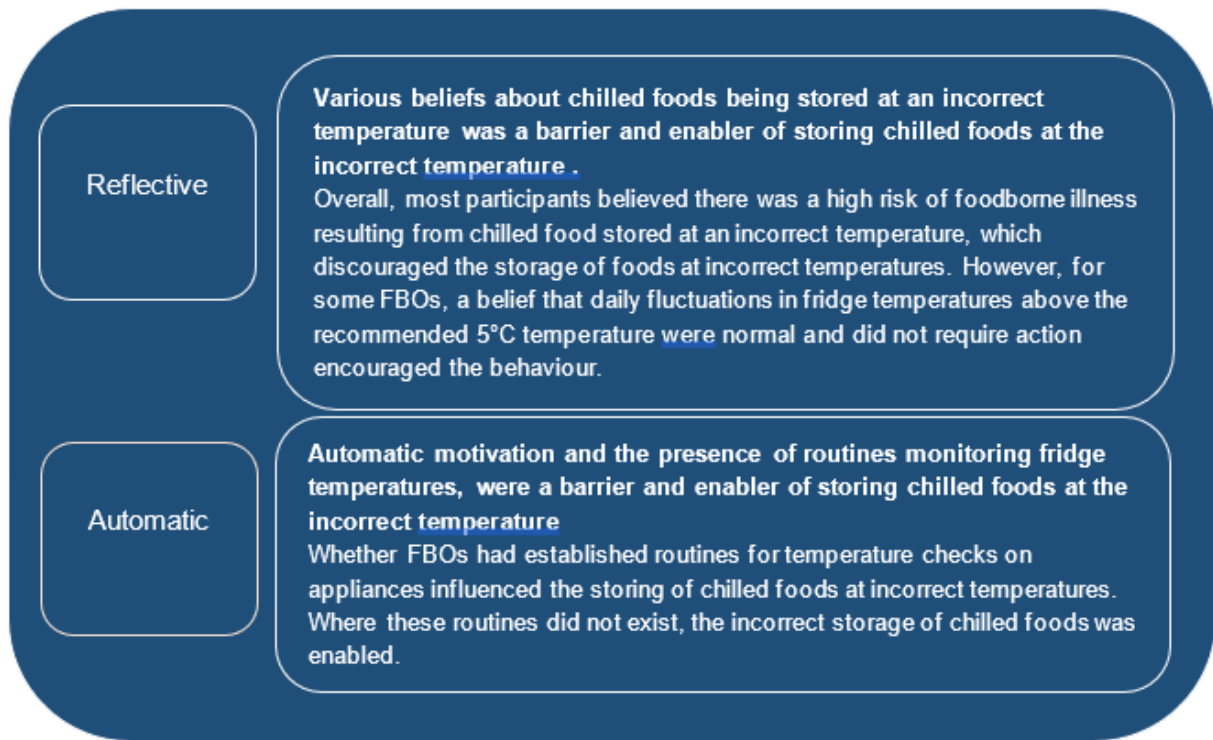 Reflective
Various beliefs about chilled foods being stored at an incorrect
temperature was a barrier and enabler of storing chilled foods at the
incorrect temperature .
Overall, most participants believed there was a high risk of foodborne illness
resulting from chilled food stored at an incorrect temperature, which
discouraged the storage of foods at incorrect temperatures. However, for
some FBOs, a belief that daily fluctuations in fridge temperatures above the
recommended 5°C temperature were normal and did not require action
encouraged the behaviour.
Automatic
Automatic motivation and the presence of routines monitoring fridge
temperatures, were a barrier and enabler of storing chilled foods at the
incorrect temperature
Whether FBOs had established routines for temperature checks on
appliances influenced the storing of chilled foods at incorrect temperatures.
Where these routines did not exist, the incorrect storage of chilled foods was
enabled.